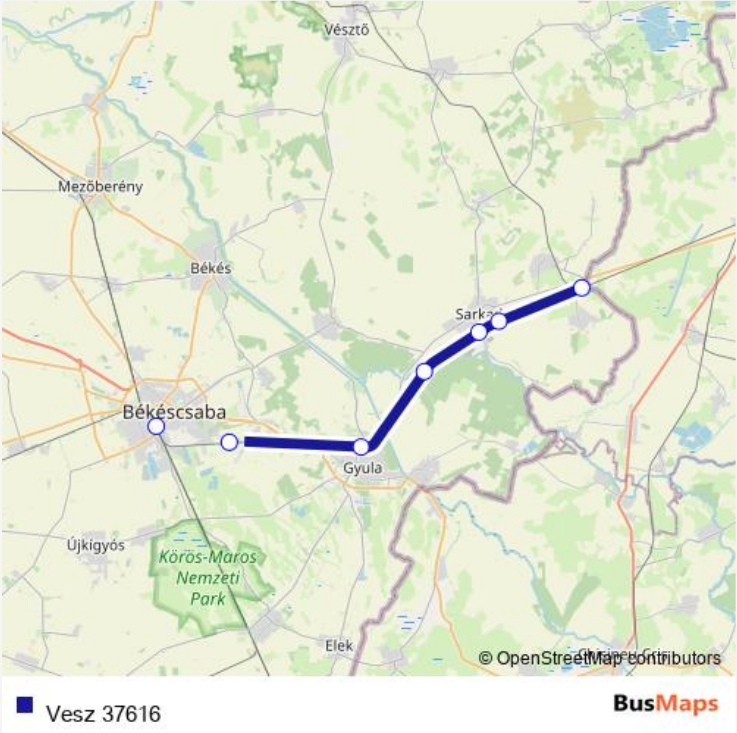 Vésztő
Mezőberény
Békés
Sarka
Békéscsaba
Gyula
Újkígyós
Körös-Maros
Nemzeti
Park
Elek
© OpenStreetMap contributors
BusMaps
Vesz 37616